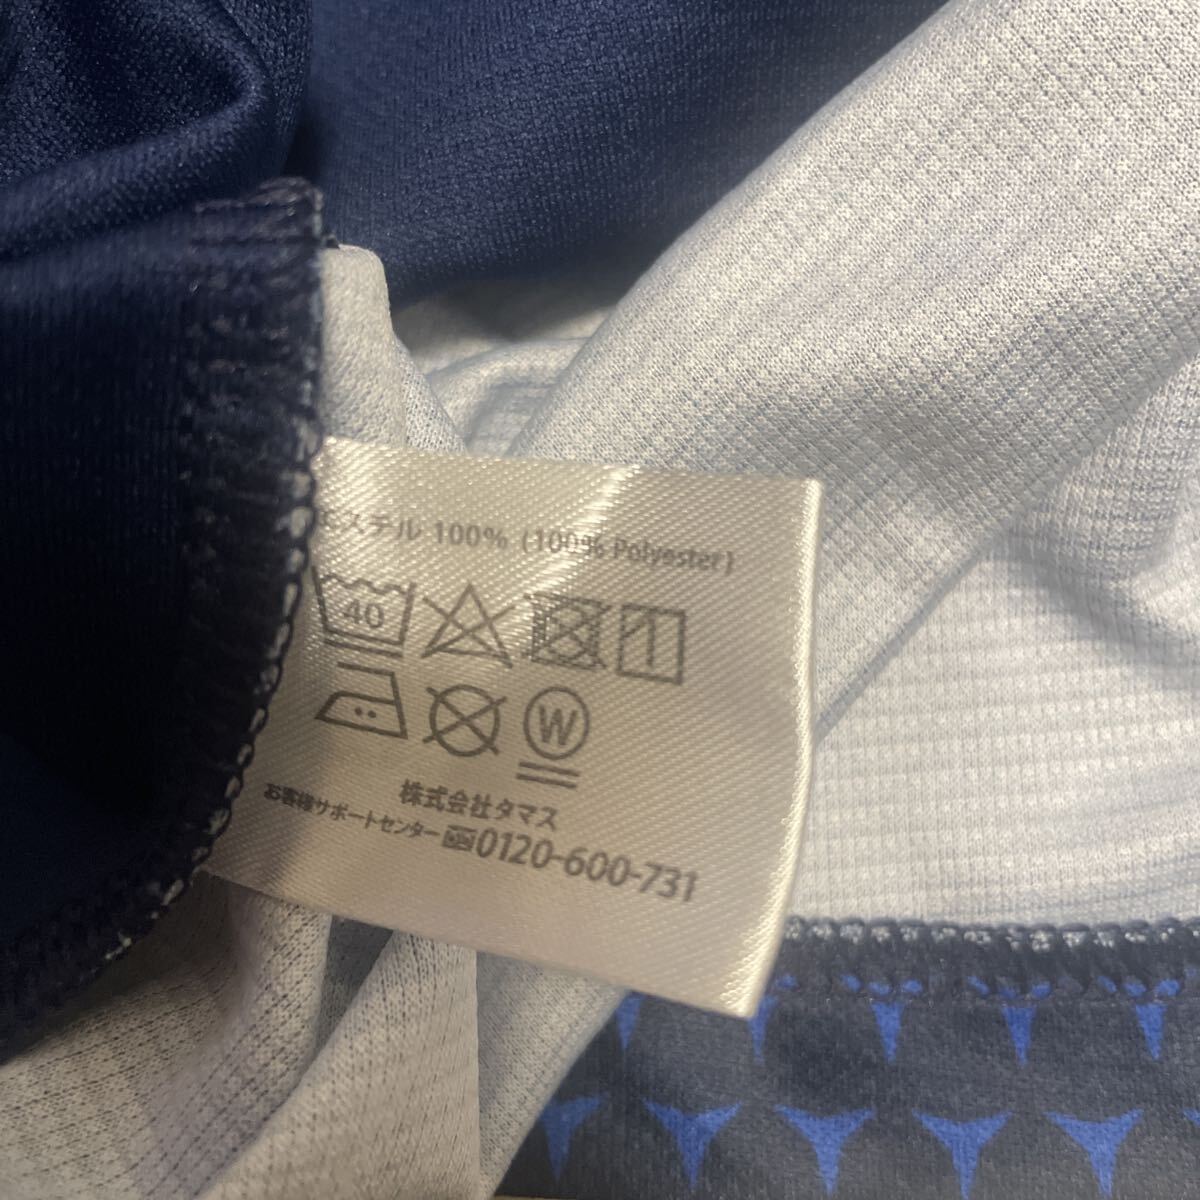 エステル 100% (100% Polyester)
40
W
株式会社タマス
お客様サポートセンター 0120-600-731